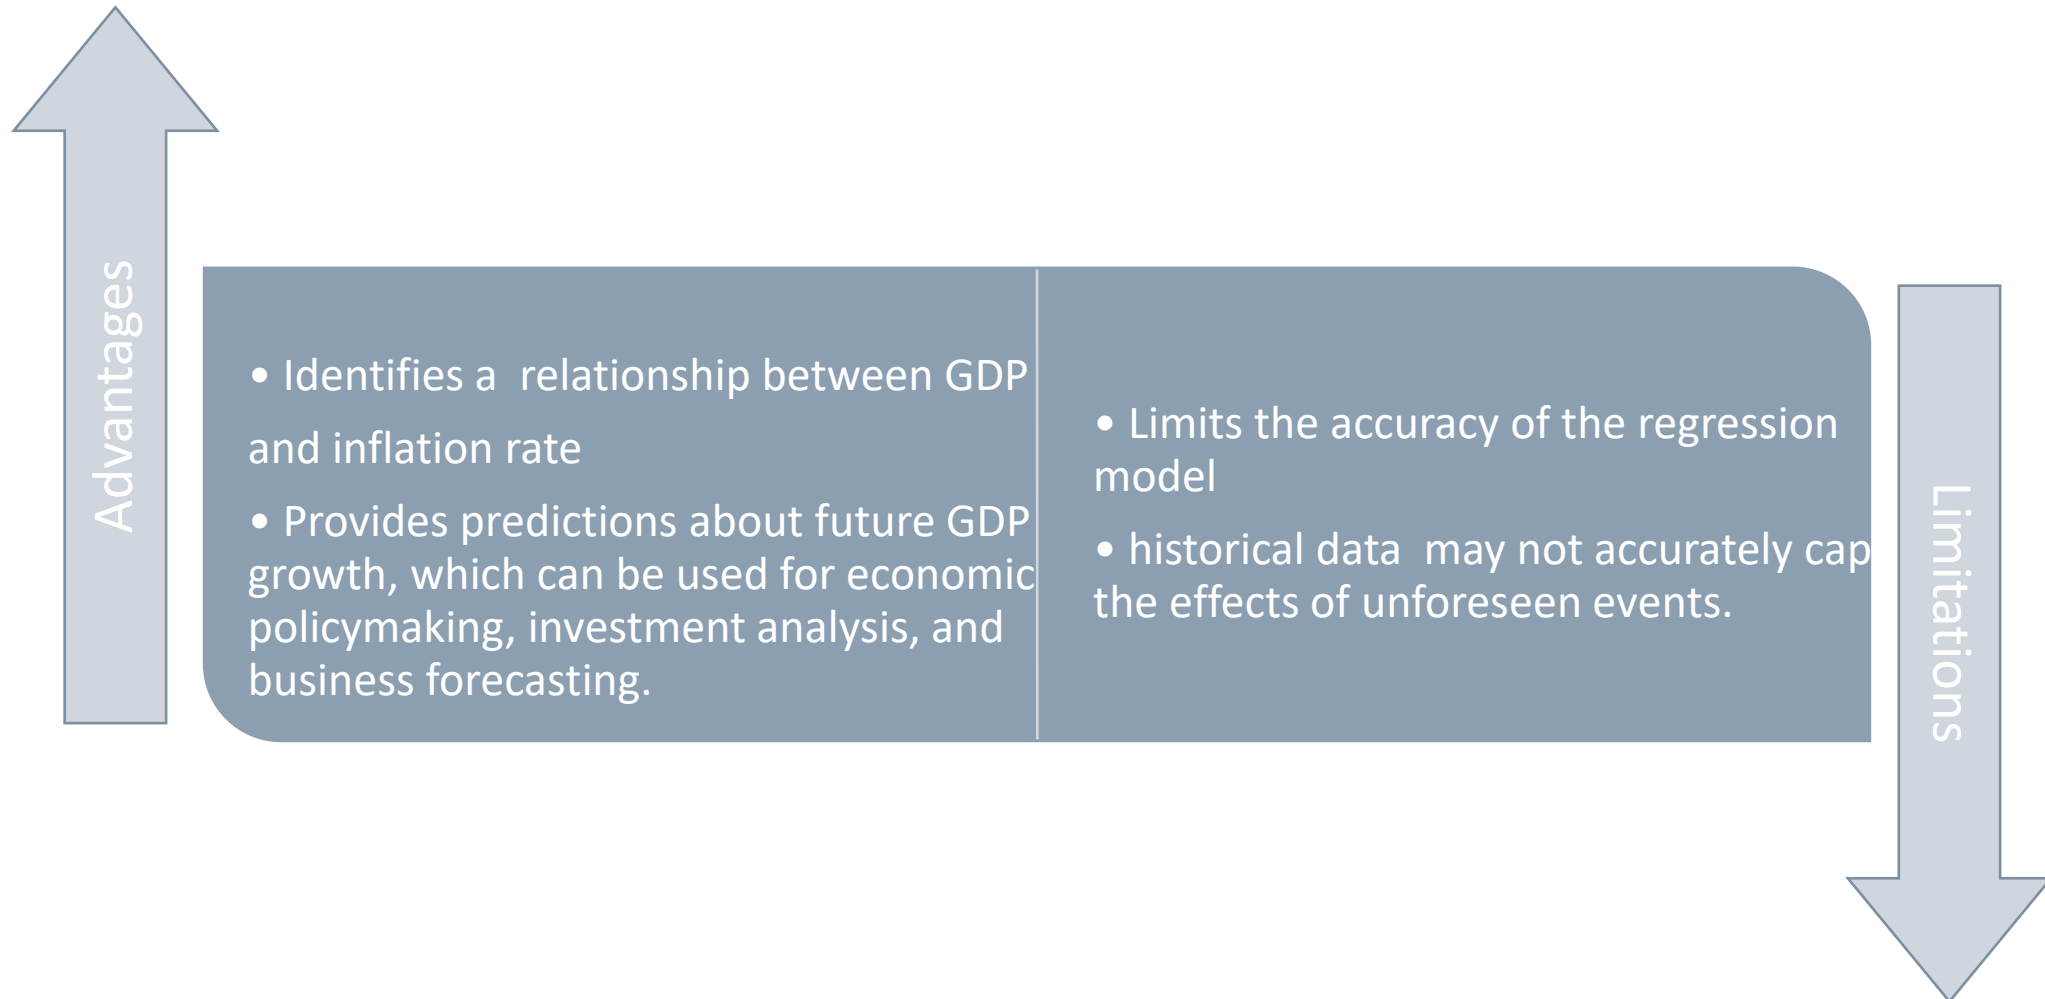 Advantages
• Identifies a  relationship between GDP
and inflation rate
• Provides predictions about future GDP
growth, which can be used for economic
policymaking, investment analysis, and
business forecasting.
• Limits the accuracy of the regression
model
• historical data  may not accurately cap
the effects of unforeseen events.
Limitations